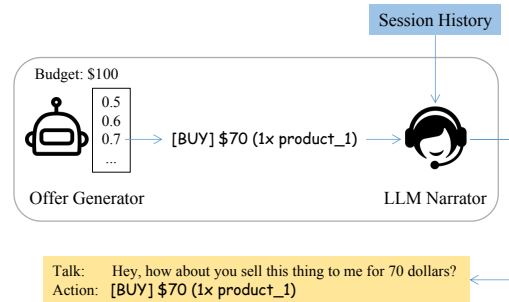 Session History
Budget: $100
0.5
0.6
0.7
...
[BUY] $70 (1x product_1)
Offer Generator
LLM Narrator
Talk: Hey, how about you sell this thing to me for 70 dollars?
Action: [BUY] $70 (1x product_1)